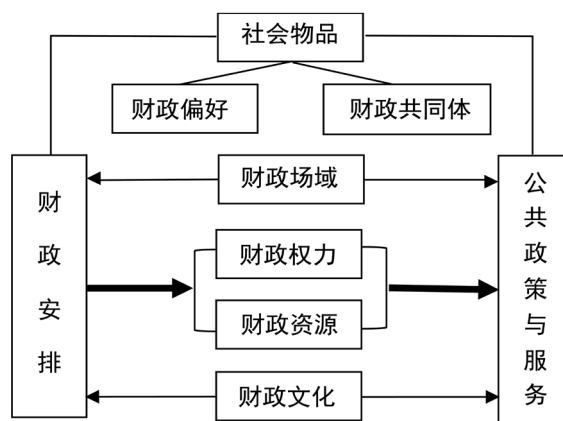 社会物品
财政偏好
财政共同体
财政场域
财政安排
公共政策与服务
财政权力
财政资源
财政文化